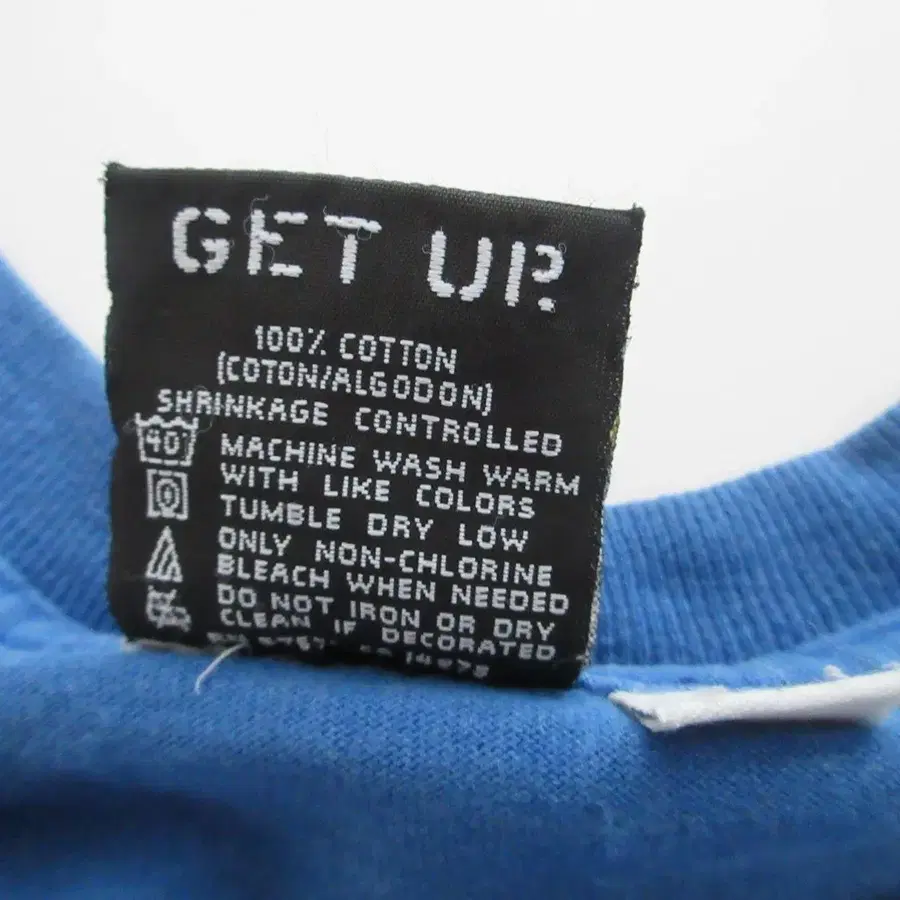 GET UP.
100% COTTON
(COTON/ALGODON)
SHRINKAGE CONTROLLED
40
MACHINE WASH WARM
WITH LIKE COLORS
TUMBLE DRY LOW
ONLY NON-CHLORINE
BLEACH WHEN NEEDED
DO NOT IRON OR DRY
CLEAN IF DECORATED